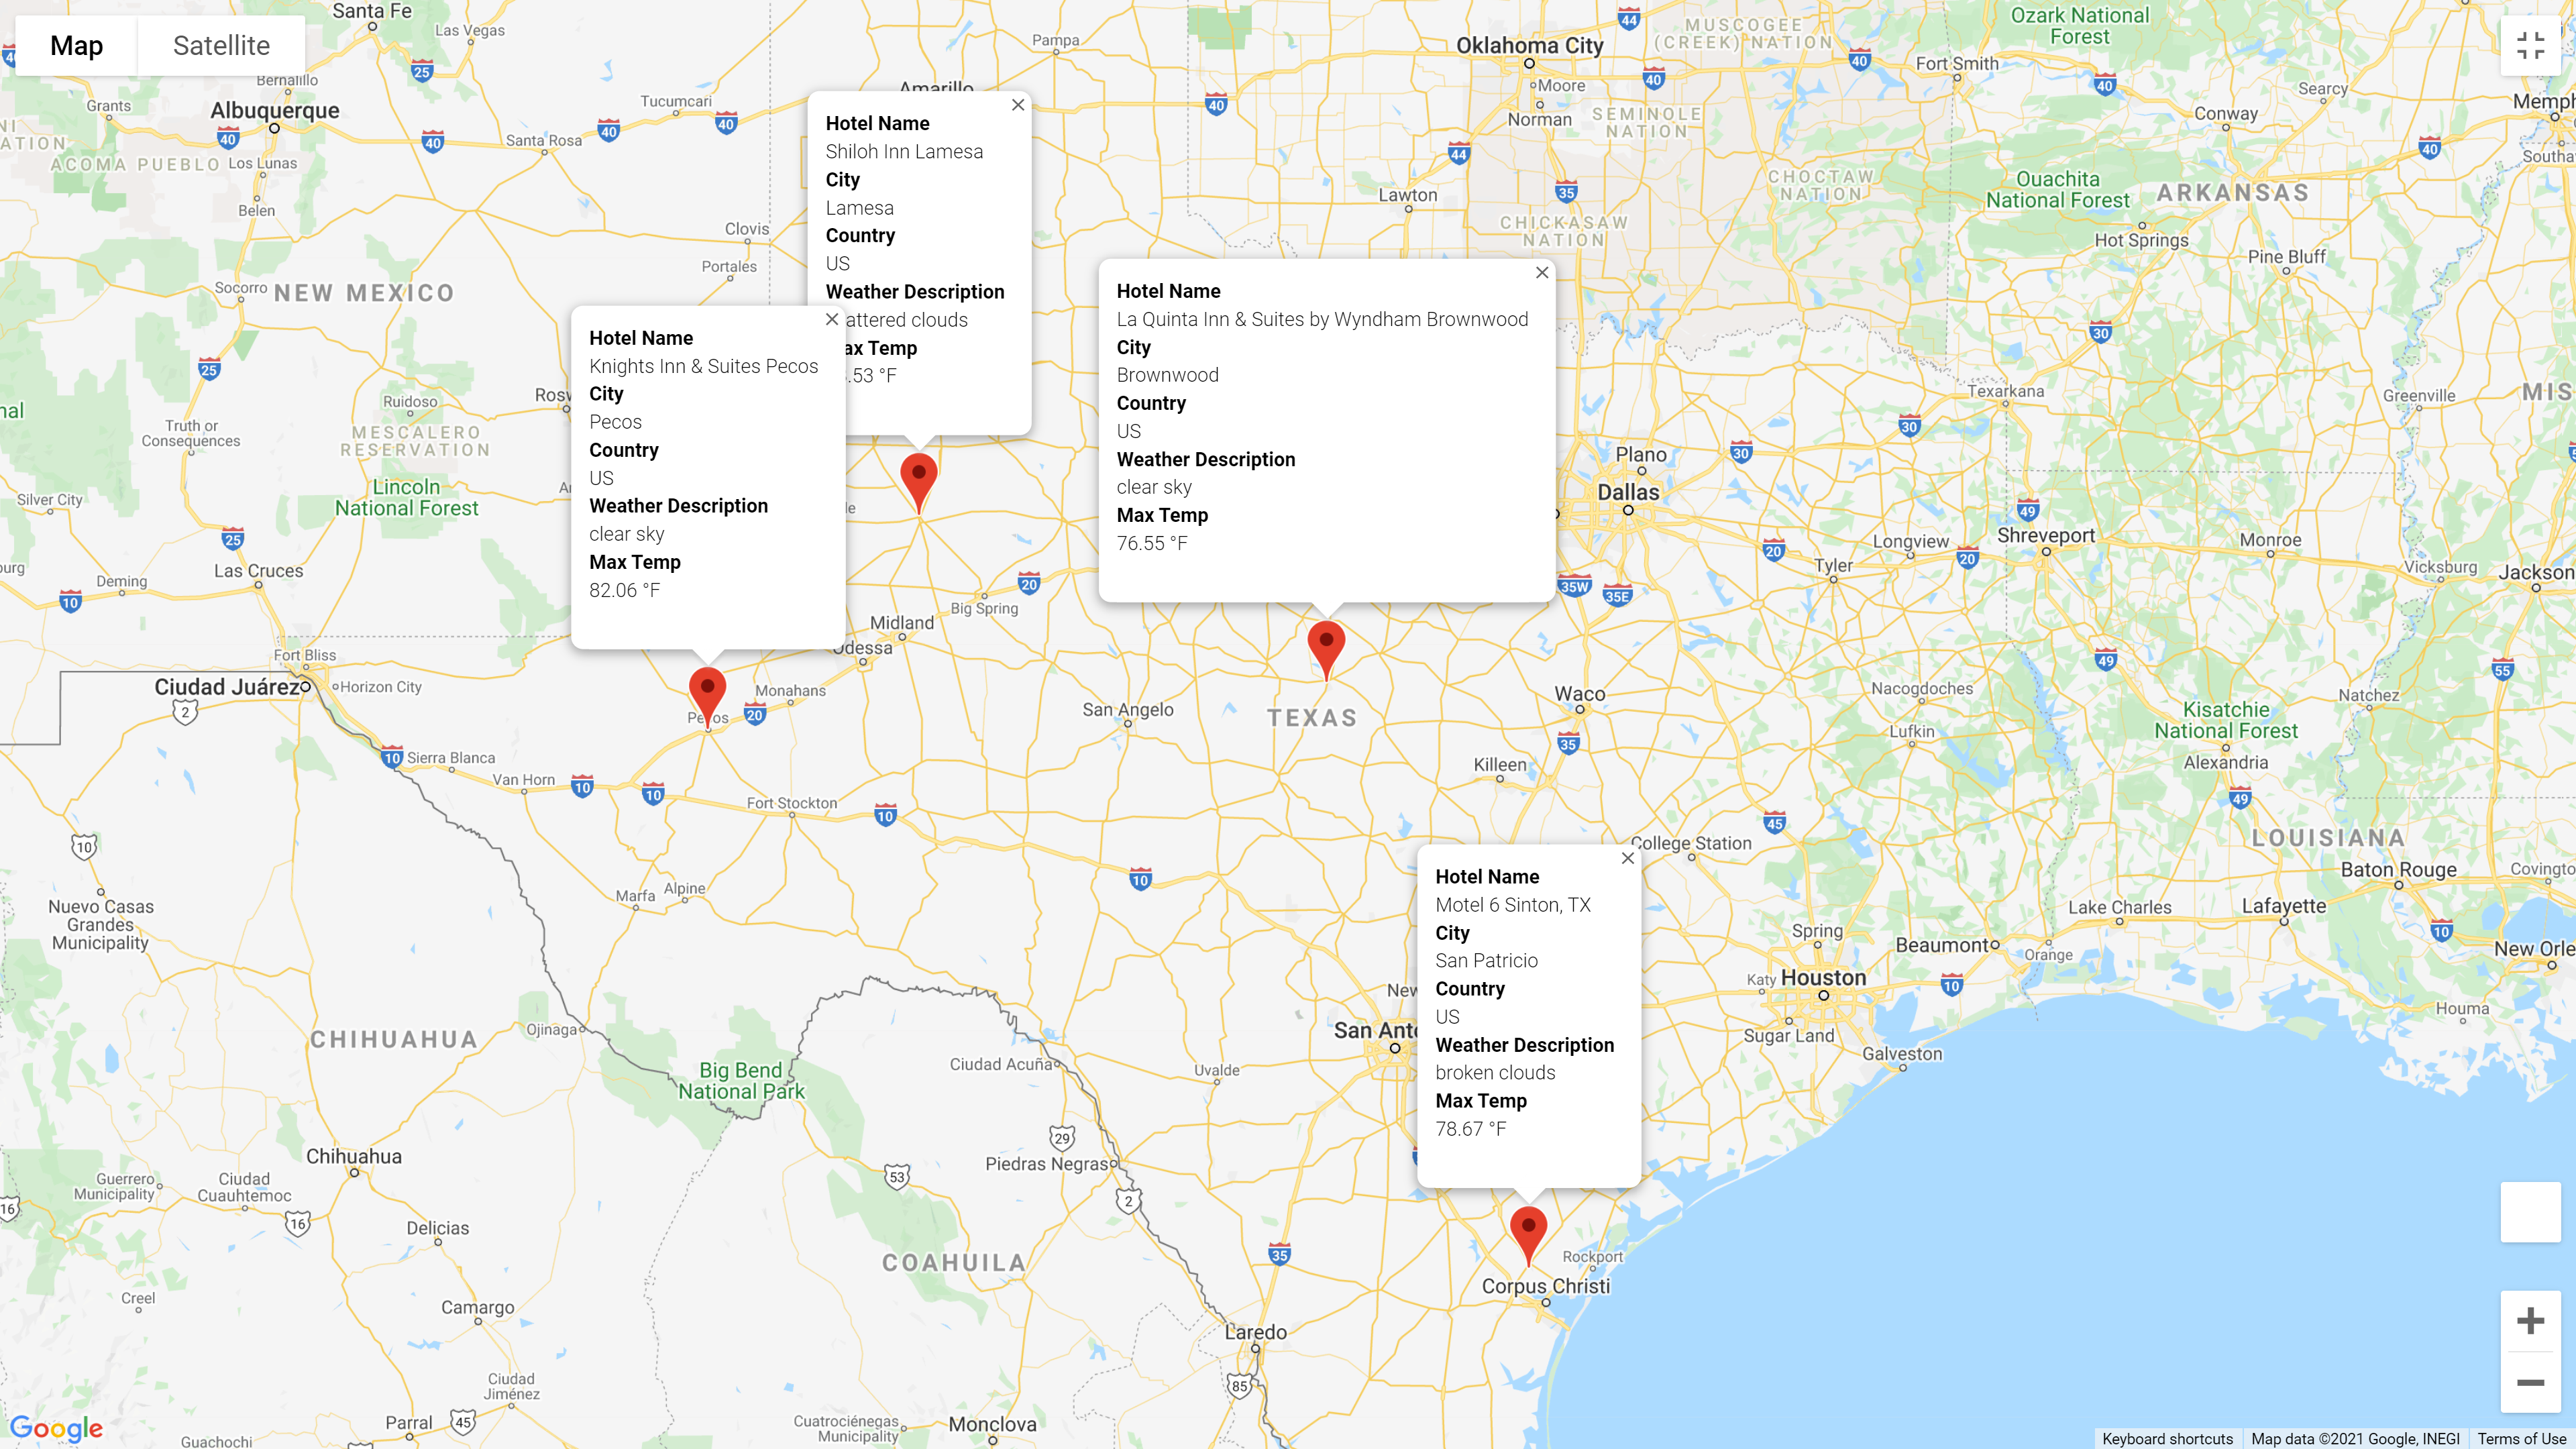 Map
Satellite
Hotel Name
Shiloh Inn Lamesa
City
Lamesa
Country
US
Weather Description
attered clouds
ax Temp
.53 °F
Hotel Name
Knights Inn & Suites Pecos
City
Pecos
Country
US
Weather Description
clear sky
Max Temp
82.06 °F
Hotel Name
La Quinta Inn & Suites by Wyndham Brownwood
City
Brownwood
Country
US
Weather Description
clear sky
Max Temp
76.55 °F
Hotel Name
Motel 6 Sinton, TX
City
San Patricio
Country
US
Weather Description
broken clouds
Max Temp
78.67 °F
Santa Fe
Las Vegas
Bernalillo
Grants
Albuquerque
ACOMA PUEBLO
Los Lunas
Belen
Santa Rosa
Tucumcari
Pampa
Amarillo
Clovis
Portales
Socorro
NEW MEXICO
Ruidoso
Truth or
Consequences
MESCALERO
RESERVATION
Lincoln
National Forest
Silver City
Las Cruces
Deming
Fort Bliss
Ciudad Juárez
Horizon City
Sierra Blanca
Van Horn
Fort Stockton
Marfa
Alpine
Monahans
Odessa
Midland
Big Spring
San Angelo
TEXAS
Oklahoma City
Moore
Norman
Lawton
MUSCOGEE
(CREEK) NATION
SEMINOLE
NATION
CHOCTAW
NATION
CHICKASAW
NATION
Ozark National
Forest
Fort Smith
Conway
Searcy
Memph
Ouachita
National Forest
ARKANSAS
Hot Springs
Pine Bluff
Texarkana
Greenville
MIS
Plano
Dallas
Longview
Tyler
Shreveport
Monroe
Vicksburg
Jackson
Waco
Killeen
Nacogdoches
Lufkin
Natchez
Kisatchie
National Forest
Alexandria
LOUISIANA
College Station
Baton Rouge
Covingto
Lake Charles
Lafayette
Spring
Beaumont
Orange
New Orle
Katy
Houston
Sugar Land
Galveston
Houma
New
San Anto
Uvalde
Rockport
Corpus Christi
Laredo
Nuevo Casas
Grandes
Municipality
CHIHUAHUA
Ojinaga
Big Bend
National Park
Ciudad Acuña
Piedras Negras
Chihuahua
Guerrero
Municipality
Ciudad
Cuauhtemoc
Delicias
COAHUILA
Creel
Camargo
Ciudad
Jiménez
Parral
Guachochi
Cuatrociénegas
Municipality
Monclova
Google
Keyboard shortcuts
Map data ©2021 Google, INEGI
Terms of Use